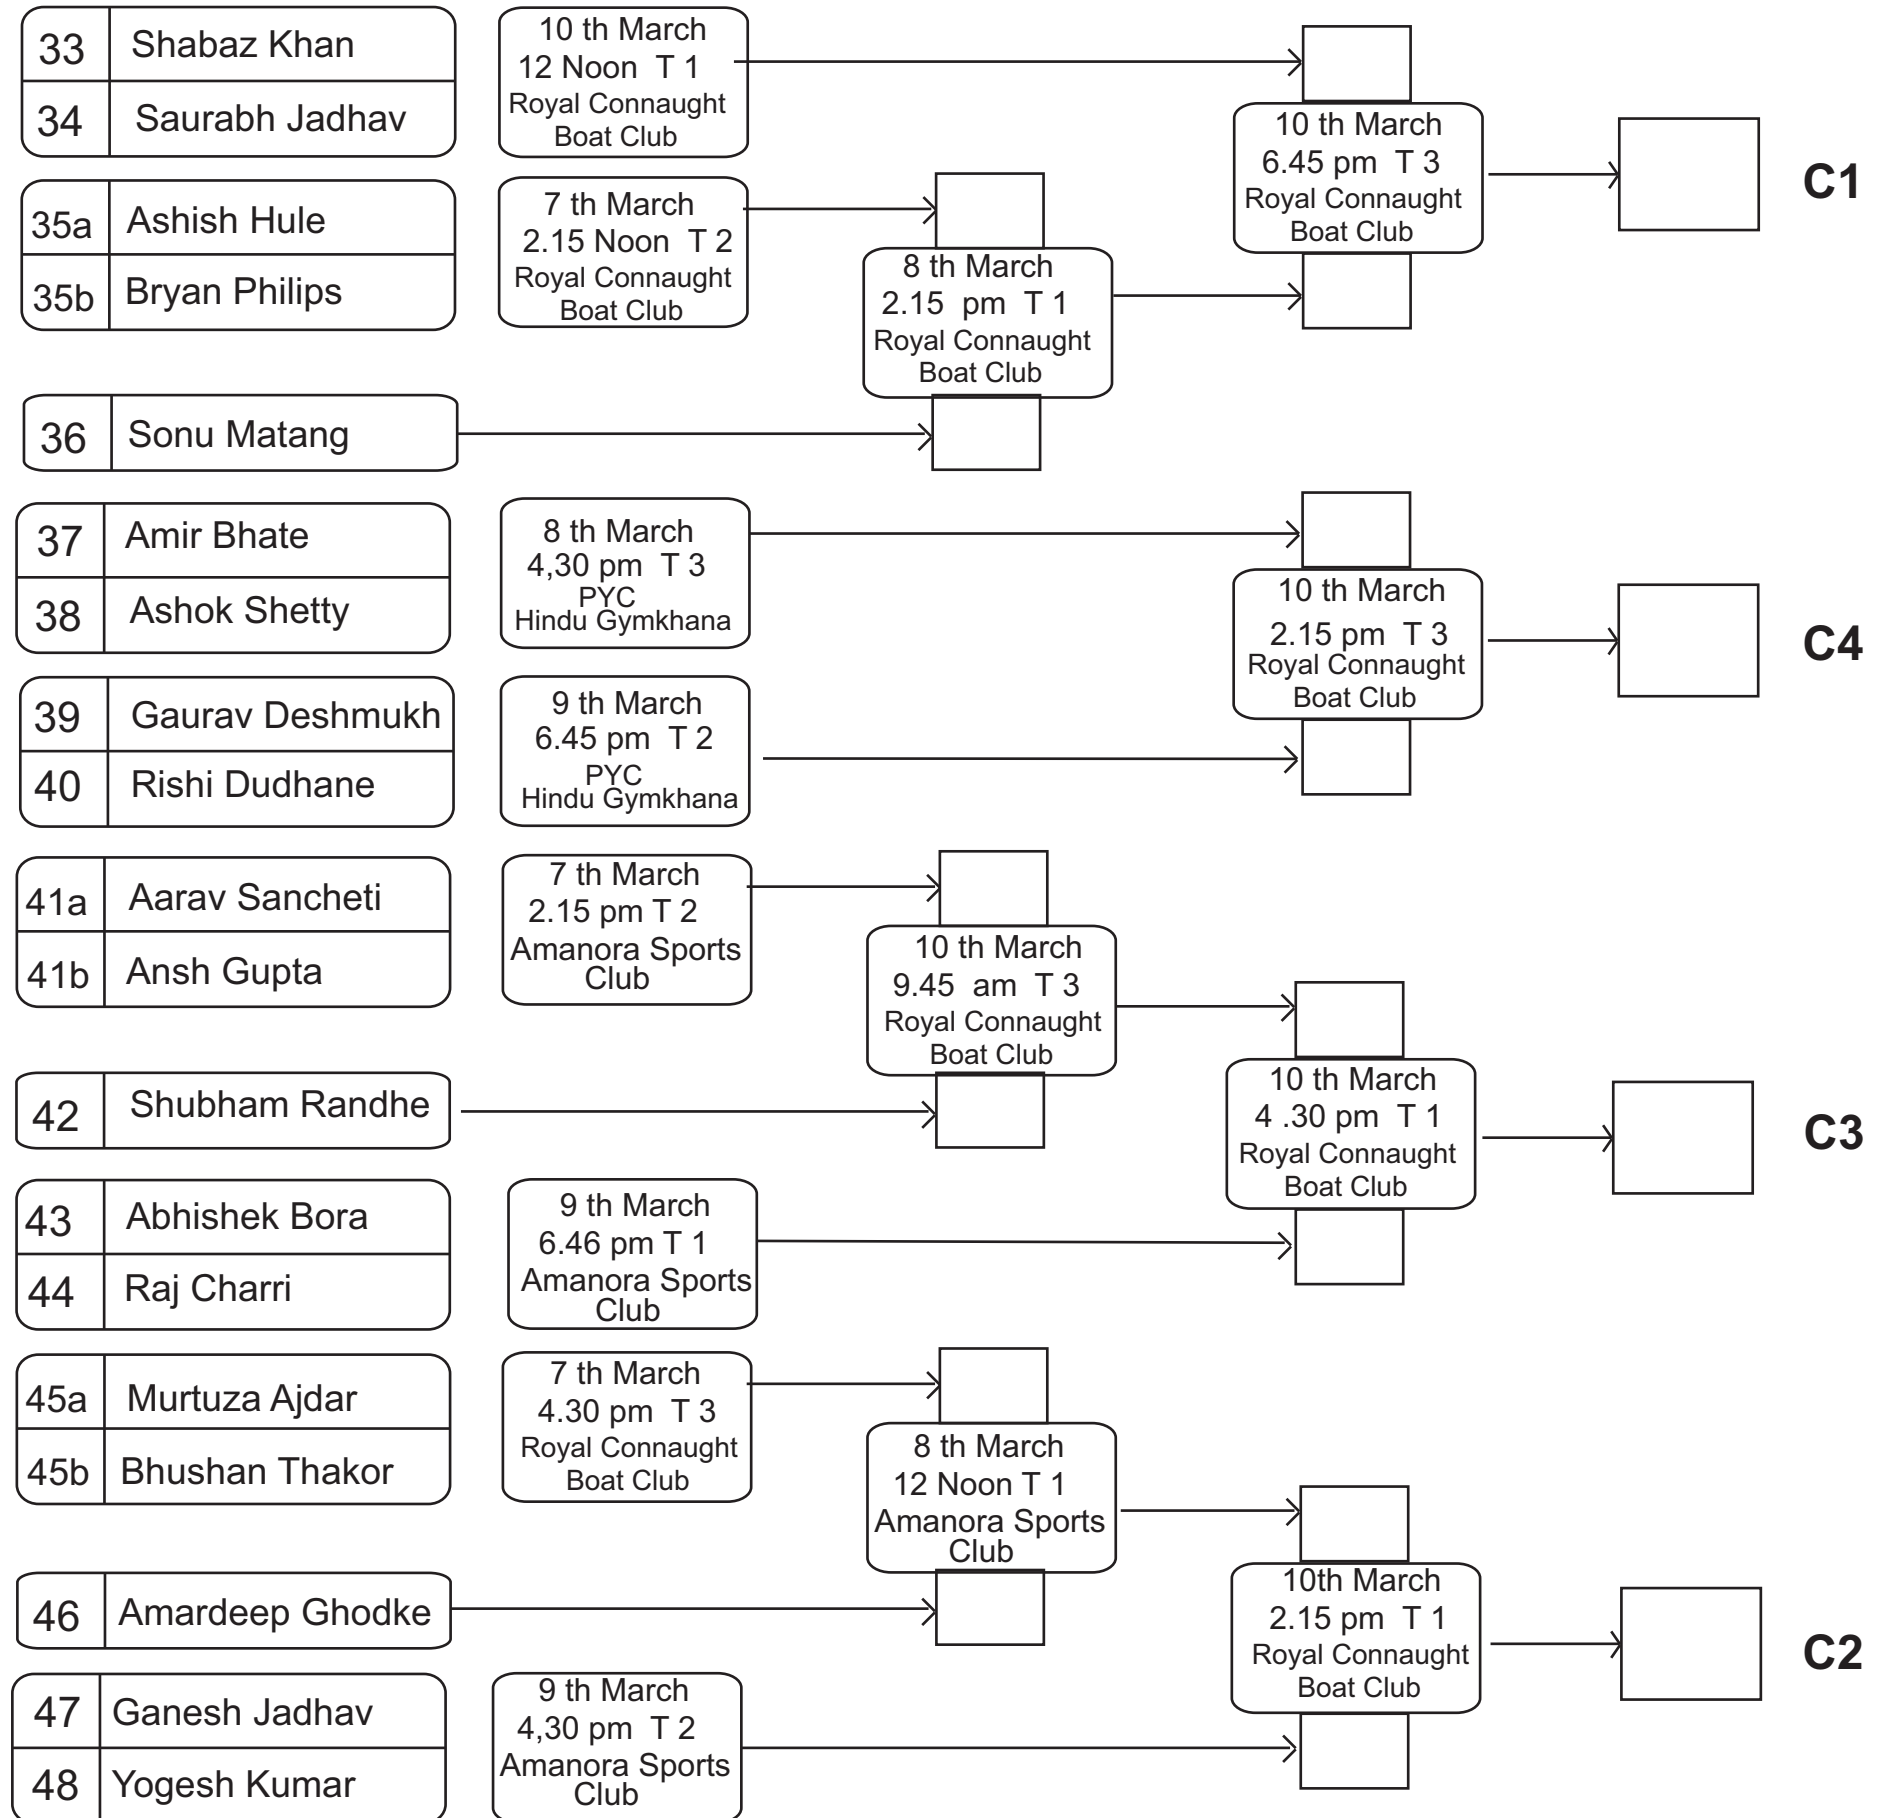 33 Shabaz Khan
34 Saurabh Jadhav
10 th March
12 Noon T 1
Royal Connaught
Boat Club
10 th March
6.45 pm T 3
Royal Connaught
Boat Club
C1
35a Ashish Hule
35b Bryan Philips
7 th March
2.15 Noon T 2
Royal Connaught
Boat Club
8 th March
2.15 pm T 1
Royal Connaught
Boat Club
36 Sonu Matang
37 Amir Bhate
38 Ashok Shetty
8 th March
4,30 pm T 3
PYC
Hindu Gymkhana
10 th March
2.15 pm T 3
Royal Connaught
Boat Club
C4
39 Gaurav Deshmukh
40 Rishi Dudhane
9 th March
6.45 pm T 2
PYC
Hindu Gymkhana
41a Aarav Sancheti
41b Ansh Gupta
7 th March
2.15 pm T 2
Amanora Sports
Club
10 th March
9.45 am T 3
Royal Connaught
Boat Club
42 Shubham Randhe
10 th March
4 .30 pm T 1
Royal Connaught
Boat Club
C3
43 Abhishek Bora
44 Raj Charri
9 th March
6.46 pm T 1
Amanora Sports
Club
45a Murtuza Ajdar
45b Bhushan Thakor
7 th March
4.30 pm T 3
Royal Connaught
Boat Club
8 th March
12 Noon T 1
Amanora Sports
Club
46 Amardeep Ghodke
10th March
2.15 pm T 1
Royal Connaught
Boat Club
C2
47 Ganesh Jadhav
48 Yogesh Kumar
9 th March
4,30 pm T 2
Amanora Sports
Club